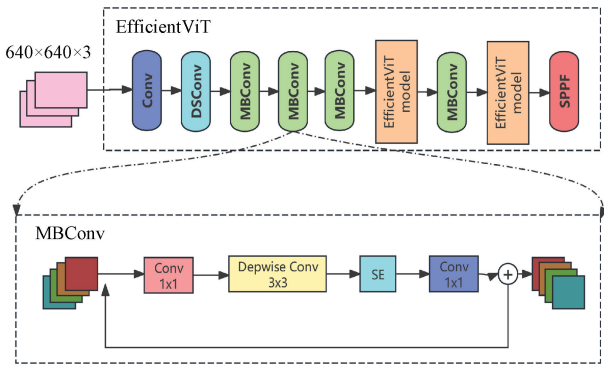 EfficientViT
640×640×3
Conv
DSConv
MBConv
MBConv
MBConv
EfficientViT
model
MBConv
EfficientViT
model
SPPF
MBConv
Conv
1x1
Depwise Conv
3x3
SE
Conv
1x1
+